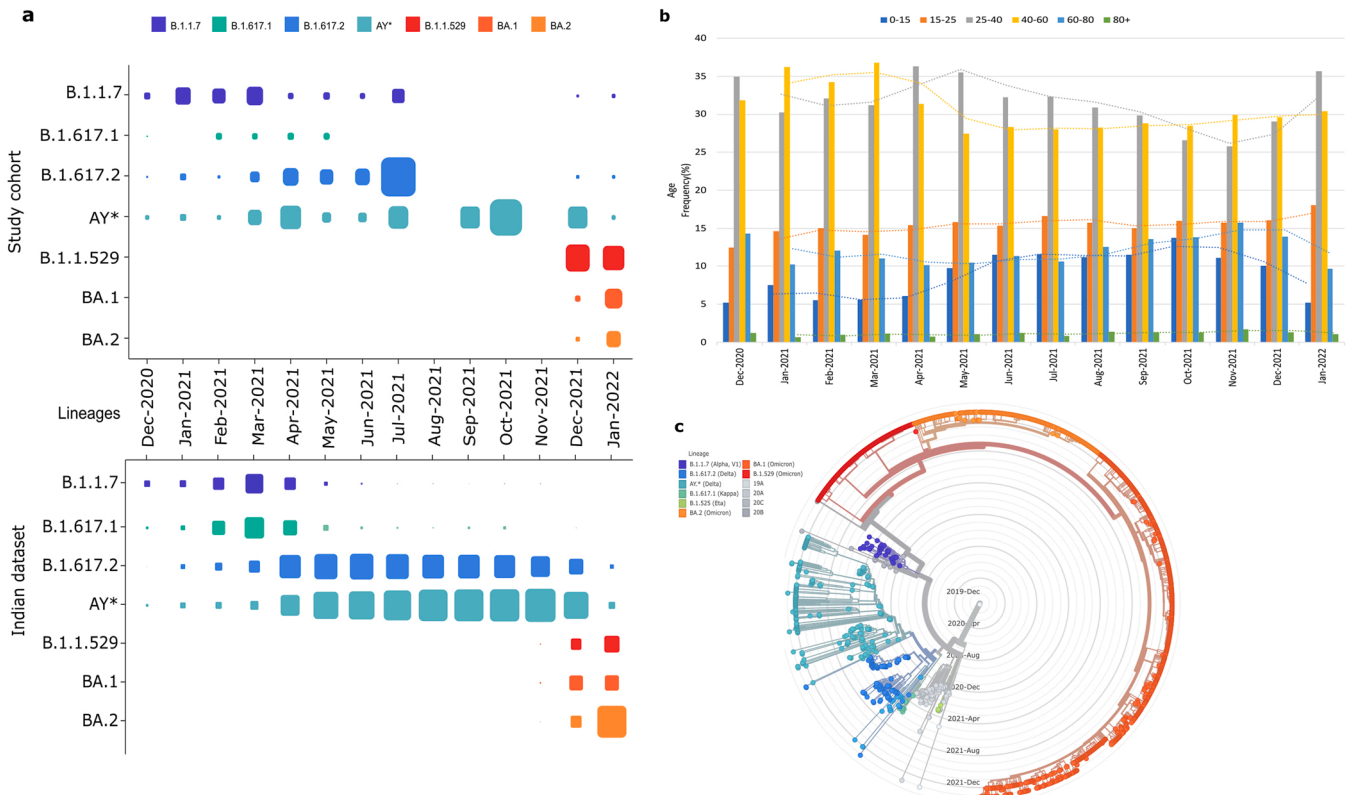 a
B.1.1.7 B.1.617.1 B.1.617.2 AY* B.1.1.529 BA.1 BA.2
Study cohort
B.1.1.7
B.1.617.1
B.1.617.2
AY*
B.1.1.529
BA.1
BA.2
Lineages
Dec-2020 Jan-2021 Feb-2021 Mar-2021 Apr-2021 May-2021 Jun-2021 Jul-2021 Aug-2021 Sep-2021 Oct-2021 Nov-2021 Dec-2021 Jan-2022
Indian dataset
B.1.1.7
B.1.617.1
B.1.617.2
AY*
B.1.1.529
BA.1
BA.2
b
0-15 15-25 25-40 40-60 60-80 80+
Age
Frequency(%)
40
35
30
25
20
15
10
5
0
Dec-2020 Jan-2021 Feb-2021 Mar-2021 Apr-2021 May-2021 Jun-2021 Jul-2021 Aug-2021 Sep-2021 Oct-2021 Nov-2021 Dec-2021 Jan-2022
c
Lineage
B.1.1.7 (Alpha, V1) BA.1 (Omicron)
B.1.617.2 (Delta) B.1.529 (Omicron)
AY.* (Delta) 19A
B.1.617.1 (Kappa) 20A
B.1.525 (Eta) 20C
BA.2 (Omicron) 20B
2019-Dec
2020-Apr
2020-Aug
2020-Dec
2021-Apr
2021-Aug
2021-Dec